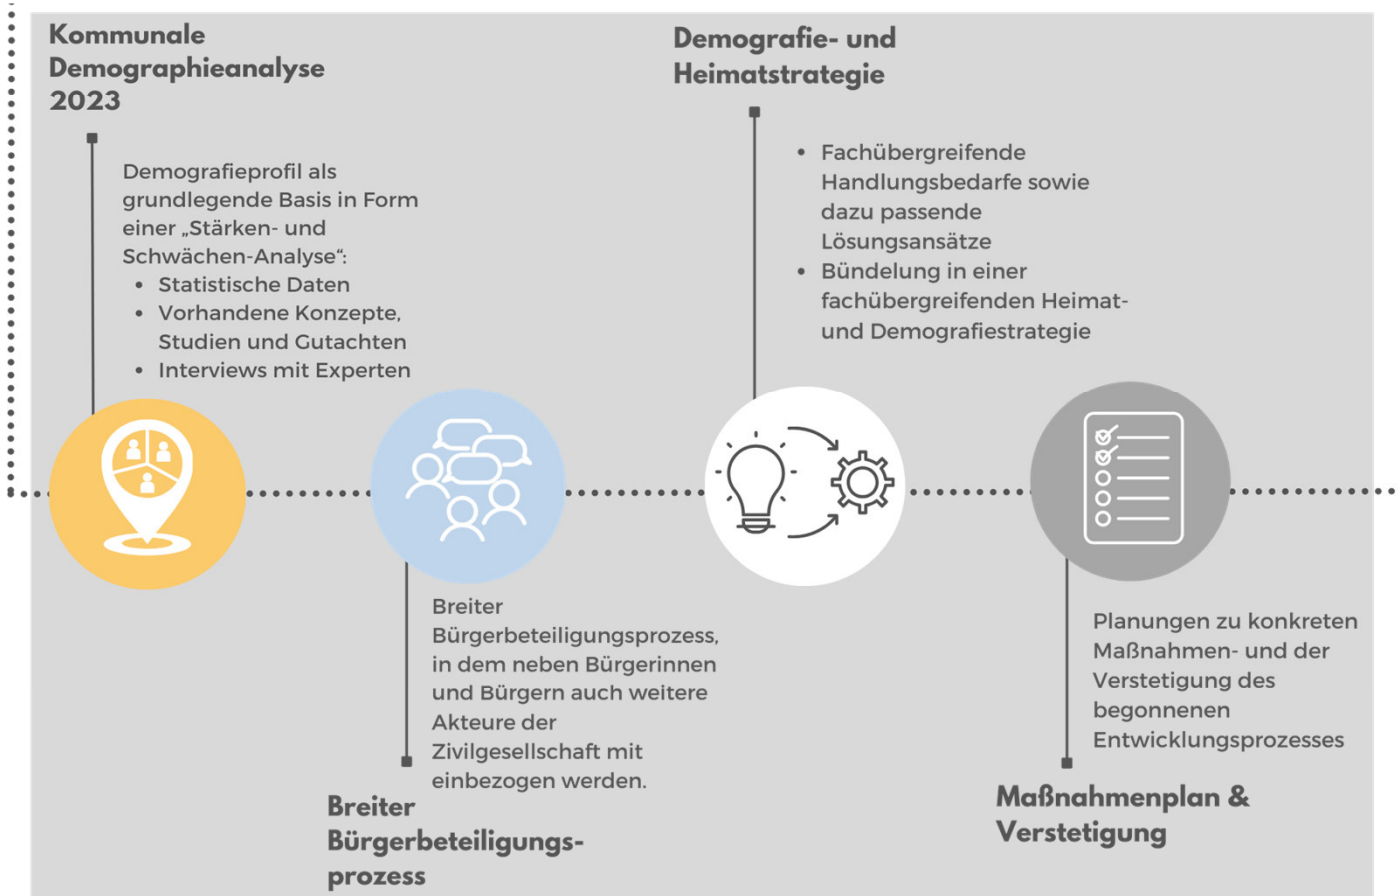 Kommunale
Demographieanalyse
2023
Demografieprofil als
grundlegende Basis in Form
einer „Stärken- und
Schwächen-Analyse“:
• Statistische Daten
• Vorhandene Konzepte,
Studien und Gutachten
• Interviews mit Experten
Breiter
Bürgerbeteiligungsprozess,
in dem neben Bürgerinnen
und Bürgern auch weitere
Akteure der
Zivilgesellschaft mit
einbezogen werden.
Breiter
Bürgerbeteiligungs-
prozess
Demografie- und
Heimatstrategie
• Fachübergreifende
Handlungsbedarfe sowie
dazu passende
Lösungsansätze
• Bündelung in einer
fachübergreifenden Heimat-
und Demografiestrategie
Planungen zu konkreten
Maßnahmen- und der
Verstetigung des
begonnenen
Entwicklungsprozesses
Maßnahmenplan &
Verstetigung